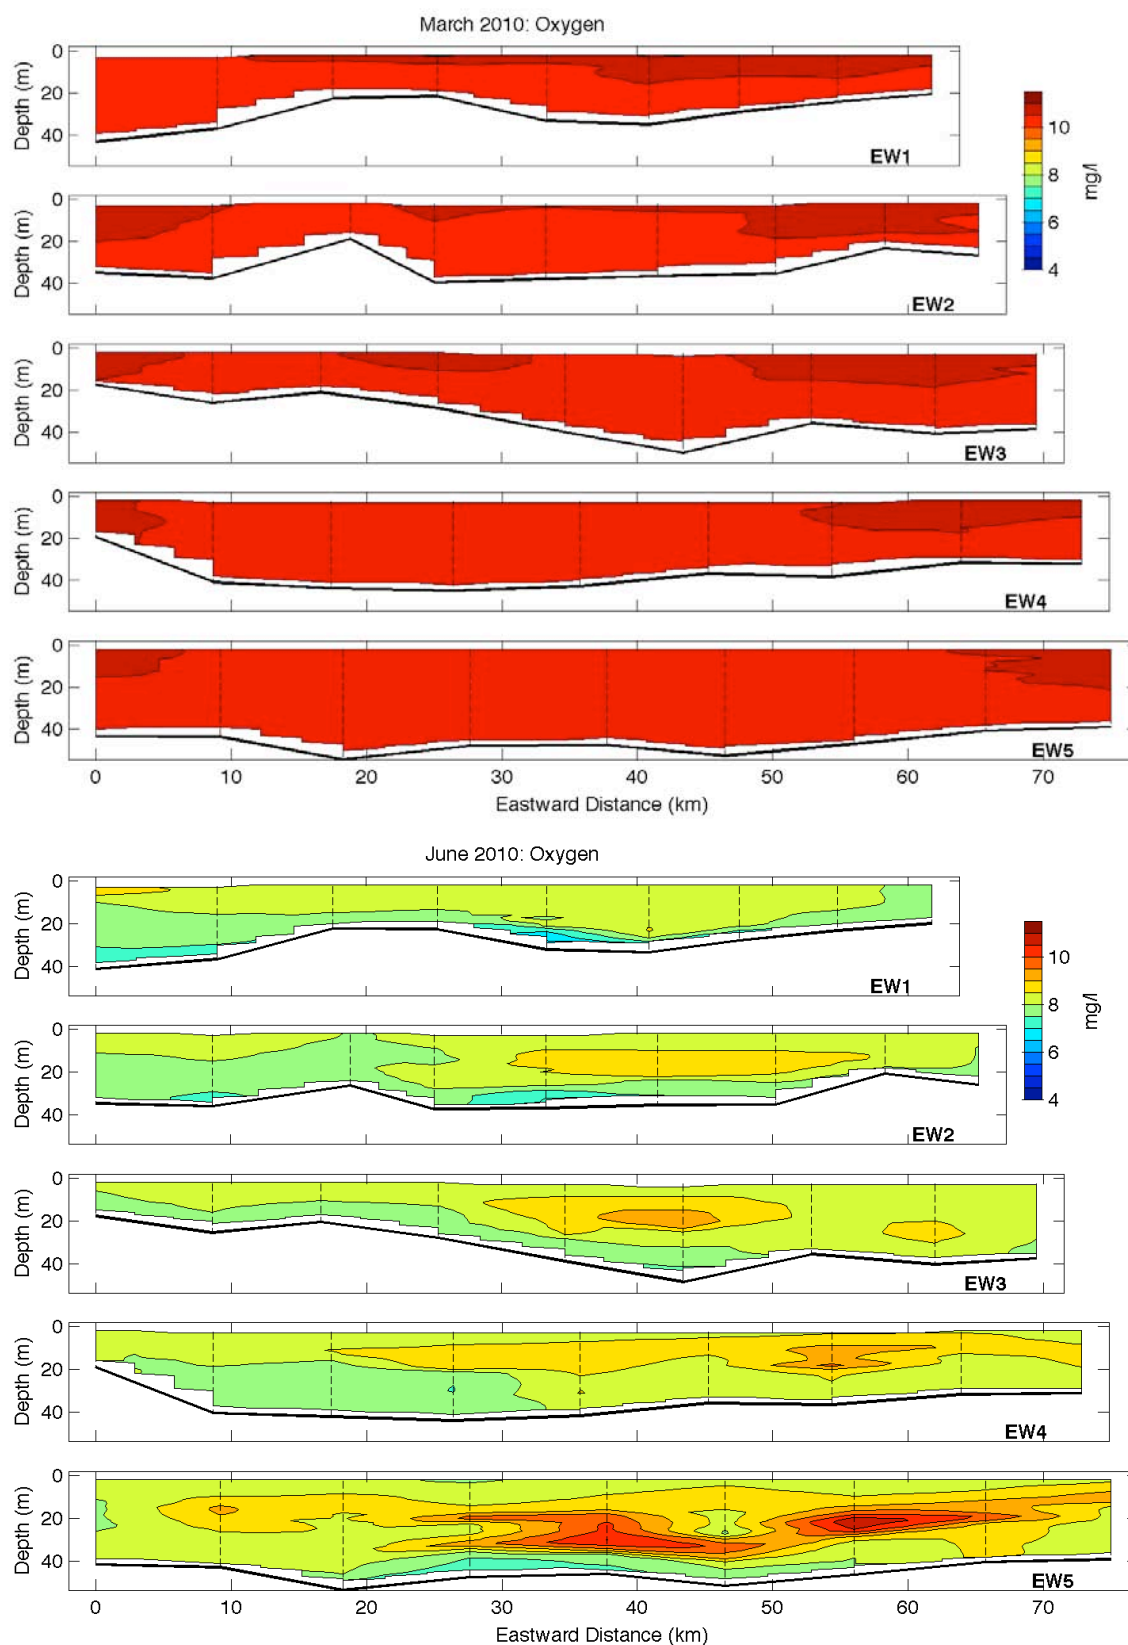 March 2010: Oxygen
0
20
40
Depth (m)
EW1
10
8
6
4
mg/l
0
20
40
Depth (m)
EW2
0
20
40
Depth (m)
EW3
0
20
40
Depth (m)
EW4
0
20
40
Depth (m)
EW5
0 10 20 30 40 50 60 70
Eastward Distance (km)
June 2010: Oxygen
0
20
40
Depth (m)
EW1
10
8
6
4
mg/l
0
20
40
Depth (m)
EW2
0
20
40
Depth (m)
EW3
0
20
40
Depth (m)
EW4
0
20
40
Depth (m)
EW5
0 10 20 30 40 50 60 70
Eastward Distance (km)